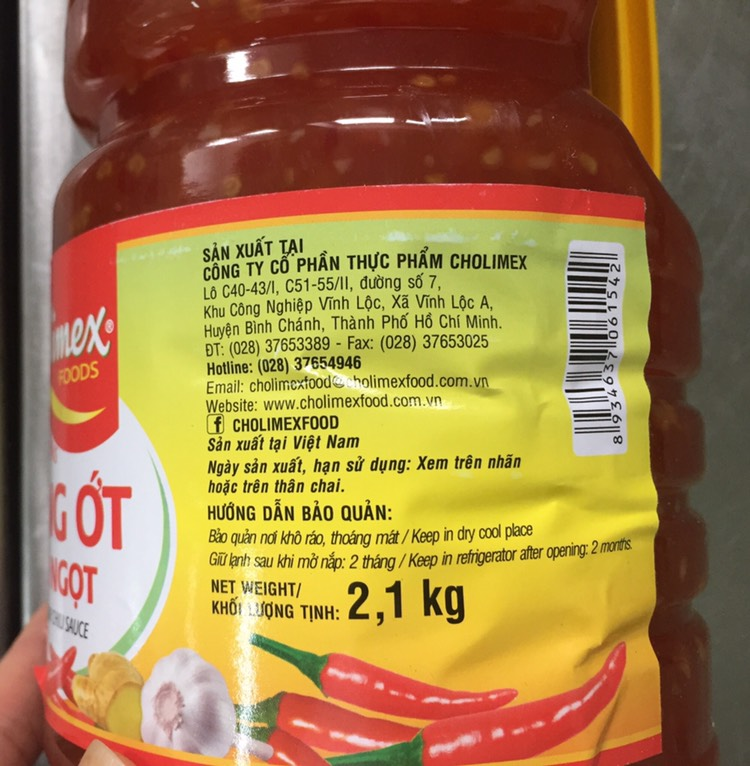 SẢN XUẤT TẠI
CÔNG TY CỔ PHẦN THỰC PHẨM CHOLIMEX
Lô C40-43/I, C51-55/II, đường số 7,
Khu Công Nghiệp Vĩnh Lộc, Xã Vĩnh Lộc A,
Huyện Bình Chánh, Thành Phố Hồ Chí Minh.
ĐT: (028) 37653389 - Fax: (028) 37653025
Hotline: (028) 37654946
Email: cholimexfood@cholimexfood.com.vn
Website: www.cholimexfood.com.vn
f CHOLIMEXFOOD
Sản xuất tại Việt Nam
Ngày sản xuất, hạn sử dụng: Xem trên nhãn
hoặc trên thân chai.
HƯỚNG DẪN BẢO QUẢN:
Bảo quản nơi khô ráo, thoáng mát / Keep in dry cool place
Giữ lạnh sau khi mở nắp: 2 tháng / Keep in refrigerator after opening: 2 months.
NET WEIGHT/
KHỐI LƯỢNG TỊNH: 2,1 kg
8 934637 061542
FOODS
ỚT
NGỌT
SAUCE